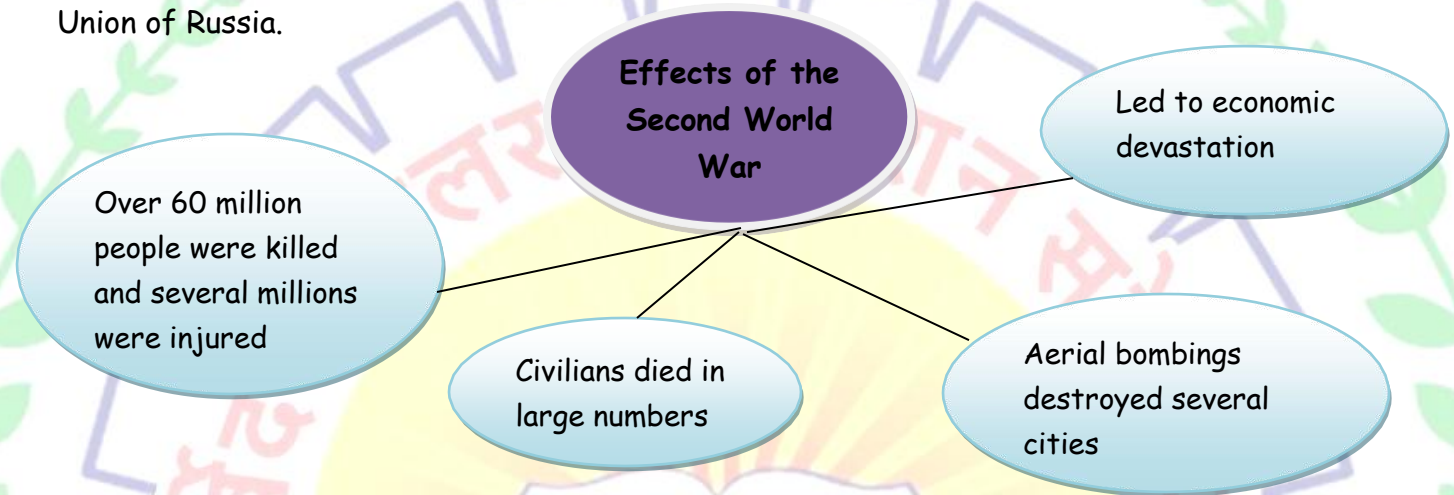 Union of Russia.
Effects of the
Second World
War
Led to economic
devastation
Over 60 million
people were killed
and several millions
were injured
Civilians died in
large numbers
Aerial bombings
destroyed several
cities